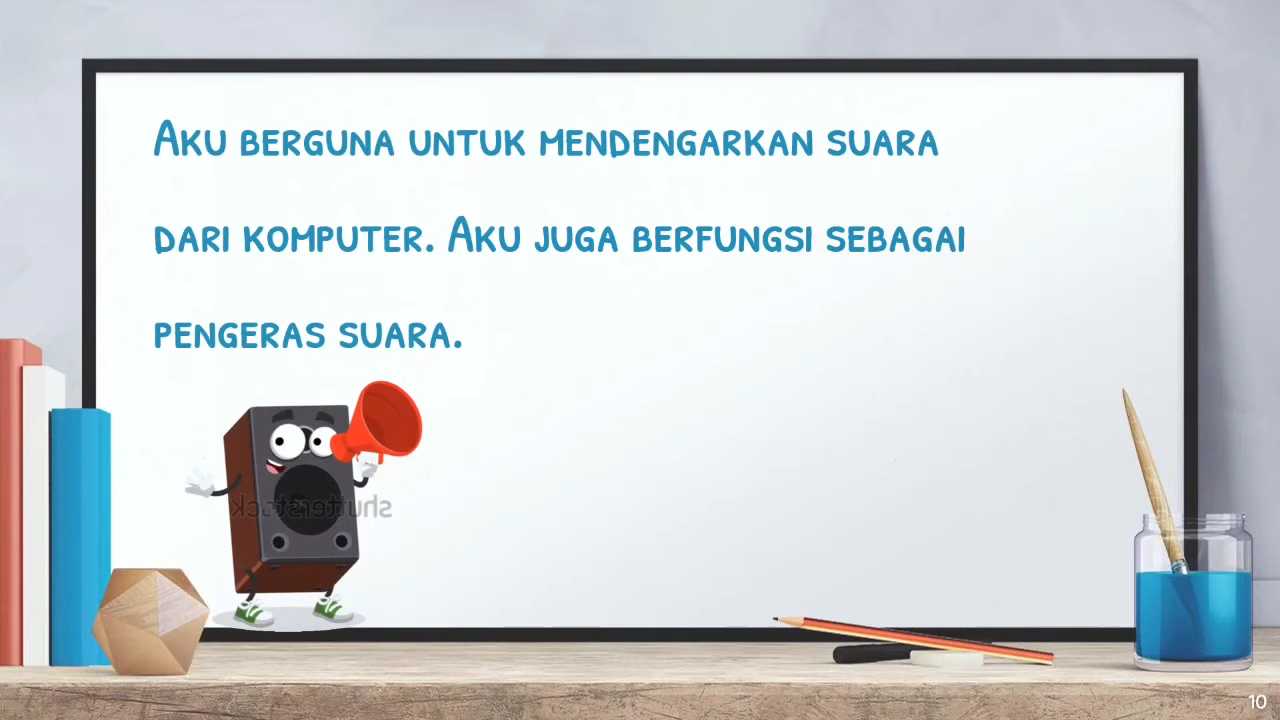 Aku berguna untuk mendengarkan suara
dari komputer. Aku juga berfungsi sebagai
pengeras suara.
shutterstock
10